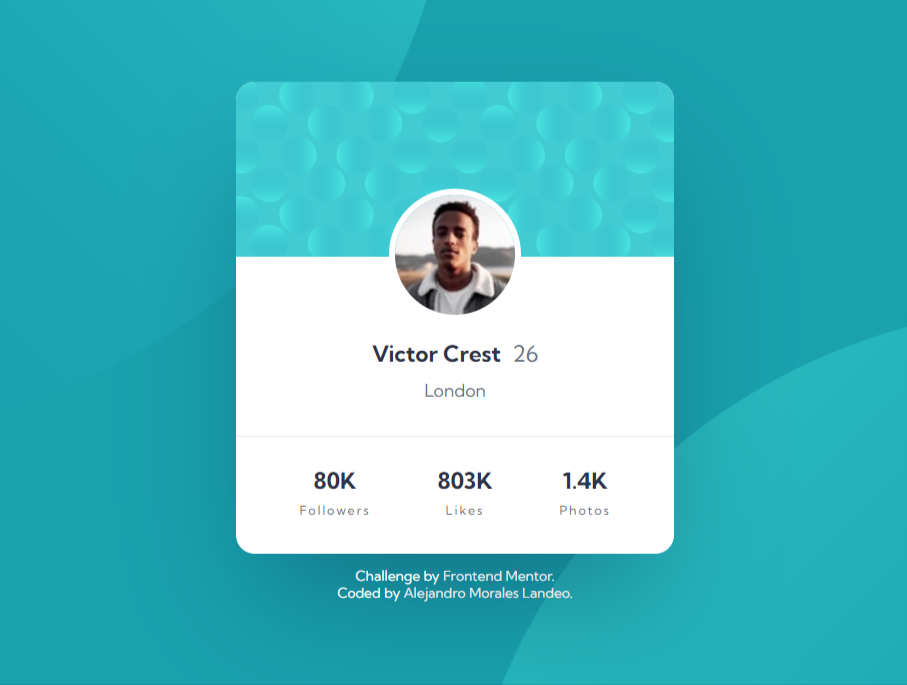 Victor Crest 26
London
80K 803K 1.4K
Followers Likes Photos
Challenge by Frontend Mentor.
Coded by Alejandro Morales Landeo.